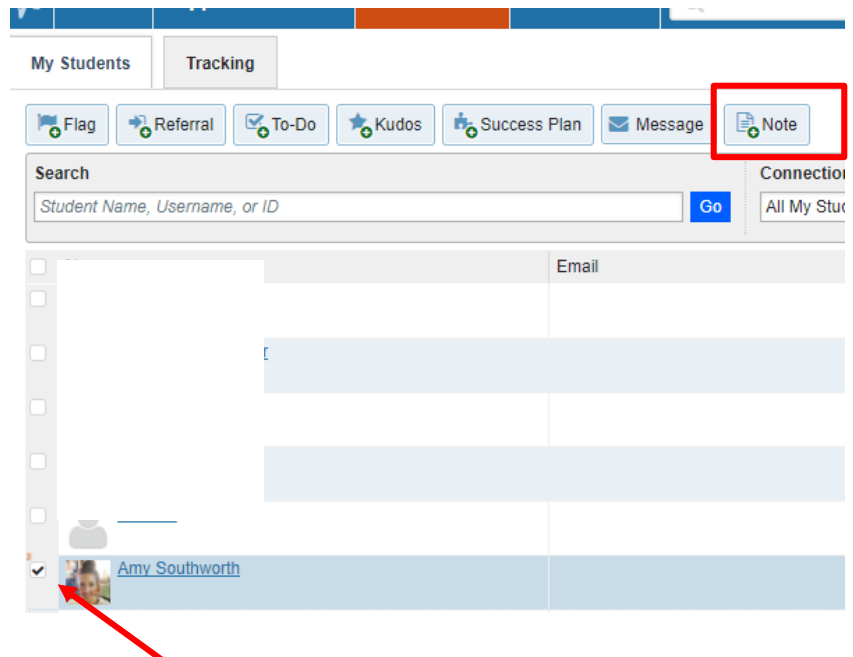 My Students Tracking
Flag Referral To-Do Kudos Success Plan Message Note
Search Connection
Student Name, Username, or ID Go All My Stud
Email
r
Amy Southworth